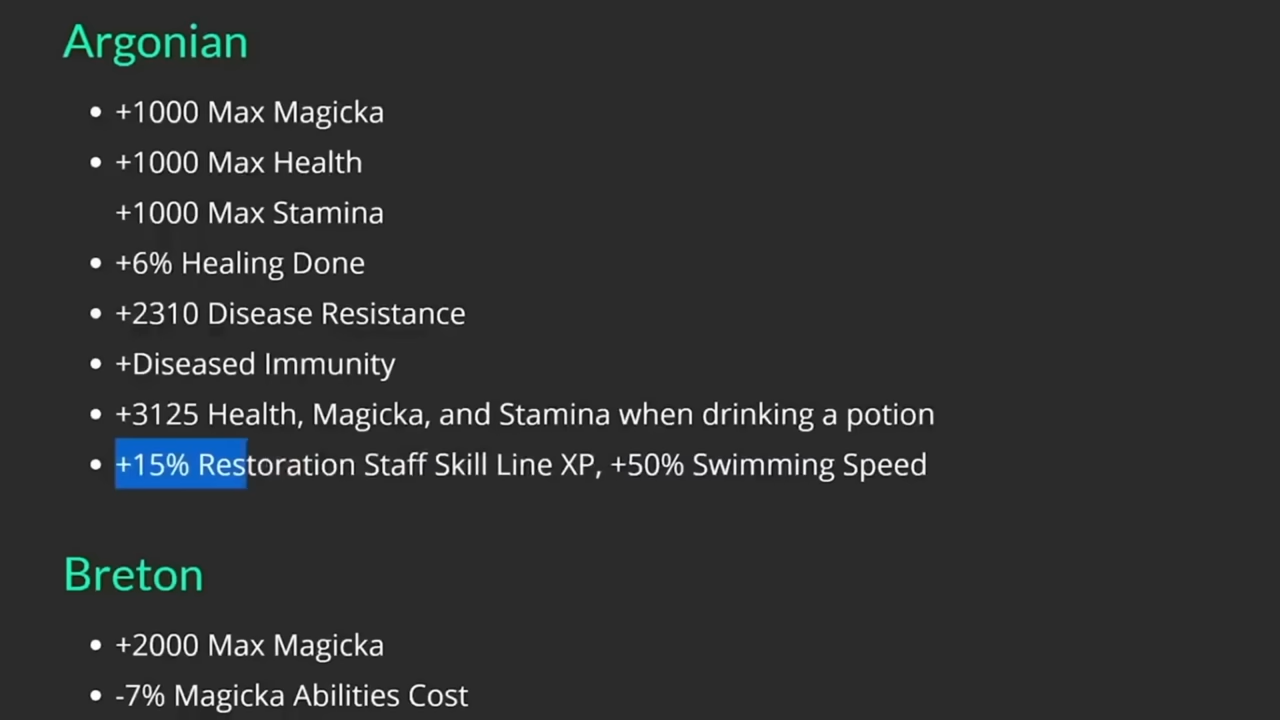 Argonian
+1000 Max Magicka
+1000 Max Health
+1000 Max Stamina
+6% Healing Done
+2310 Disease Resistance
+Diseased Immunity
+3125 Health, Magicka, and Stamina when drinking a potion
+15% Restoration Staff Skill Line XP, +50% Swimming Speed
Breton
+2000 Max Magicka
-7% Magicka Abilities Cost